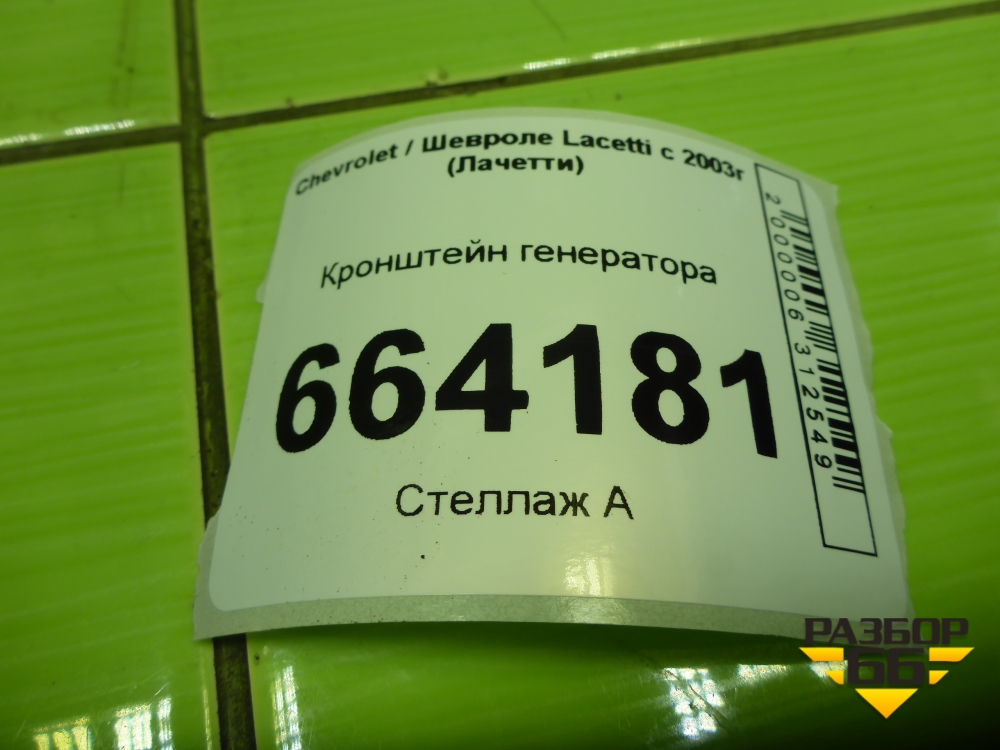 Chevrolet / Шевроле Lacetti с 2003г
(Лачетти)
Кронштейн генератора
664181
Стеллаж А
2000006312549
РАЗБОР
66